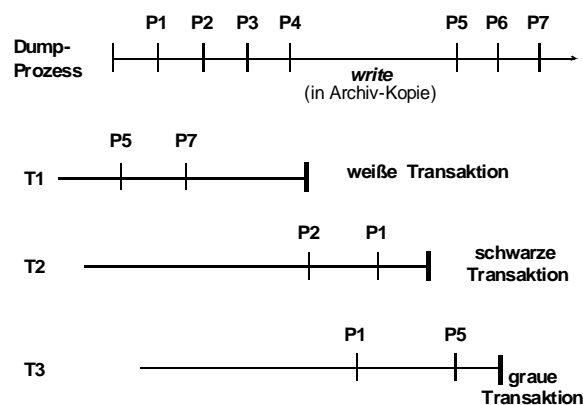 P1 P2 P3 P4 P5 P6 P7
Dump-
Prozess
write
(in Archiv-Kopie)
P5 P7
T1
weiße Transaktion
P2 P1
T2
schwarze
Transaktion
P1 P5
T3
graue
Transaktion